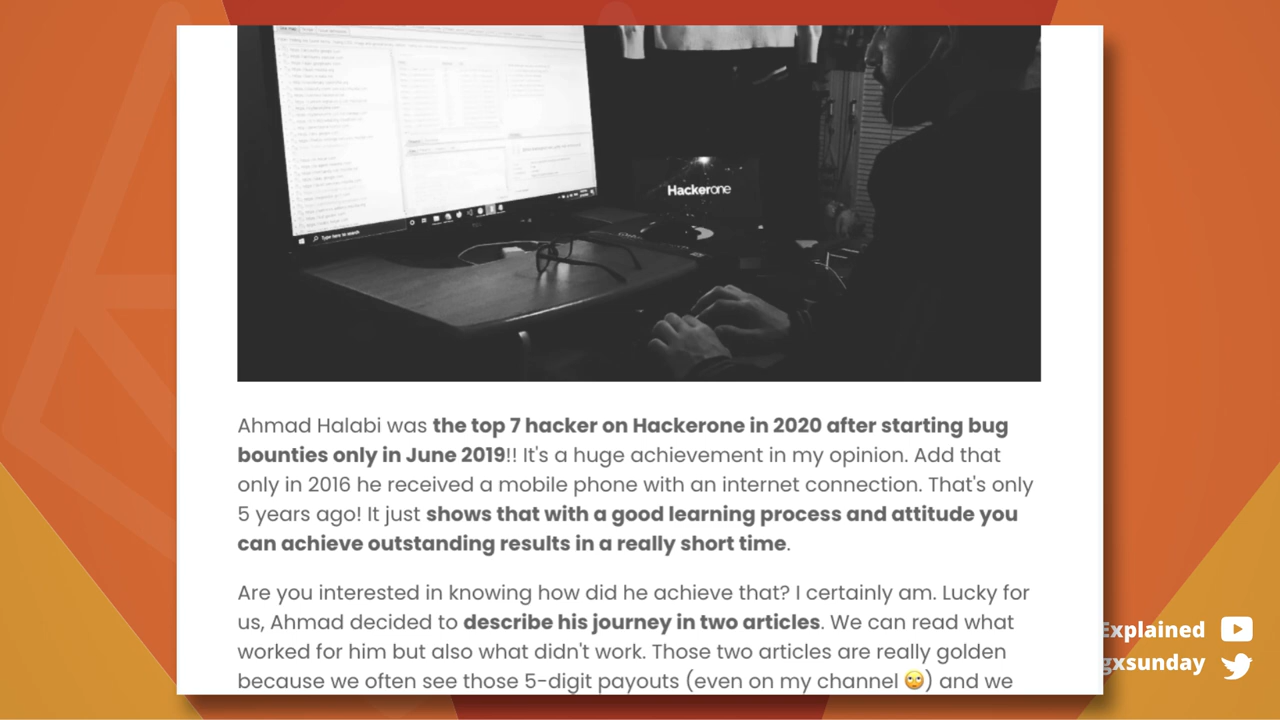 Type here to search
Hackerone
Ahmad Halabi was the top 7 hacker on Hackerone in 2020 after starting bug
bounties only in June 2019!! It's a huge achievement in my opinion. Add that
only in 2016 he received a mobile phone with an internet connection. That's only
5 years ago! It just shows that with a good learning process and attitude you
can achieve outstanding results in a really short time.
Are you interested in knowing how did he achieve that? I certainly am. Lucky for
us, Ahmad decided to describe his journey in two articles. We can read what
worked for him but also what didn't work. Those two articles are really golden
because we often see those 5-digit payouts (even on my channel 🙄) and we
Explained
gxsunday